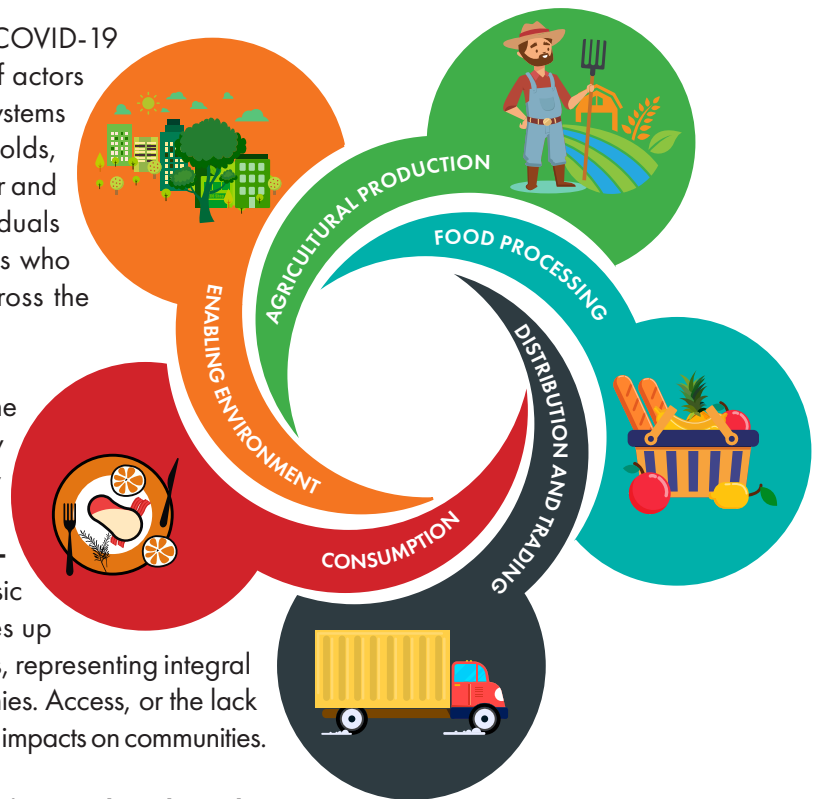 COVID-19
f actors
ystems
olds,
r and
duals
s who
ross the
sic
es up
s, representing integral
nies. Access, or the lack
impacts on communities.
AGRICULTURAL PRODUCTION
FOOD PROCESSING
DISTRIBUTION AND TRADING
CONSUMPTION
ENABLING ENVIRONMENT